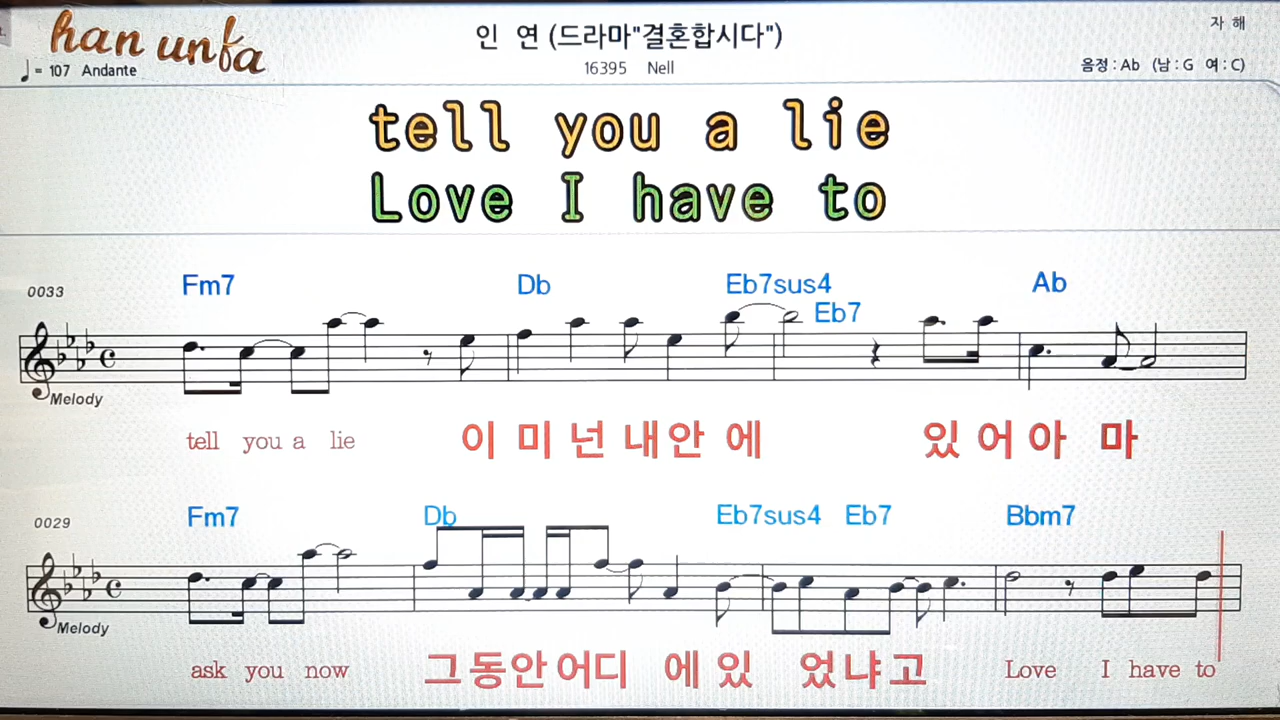 han unfa
인 연 (드라마"결혼합시다")
자 해
♩= 107 Andante
16395 Nell
음정 : Ab (남 : G 여 : C)
tell you a lie
Love I have to
0033
Fm7 Db Eb7sus4 Eb7 Ab
Melody
tell you a lie 이 미 넌 내 안 에 있 어 아 마
0029
Fm7 Db Eb7sus4 Eb7 Bbm7
Melody
ask you now 그 동 안 어 디 에 있 었 냐 고 Love I have to